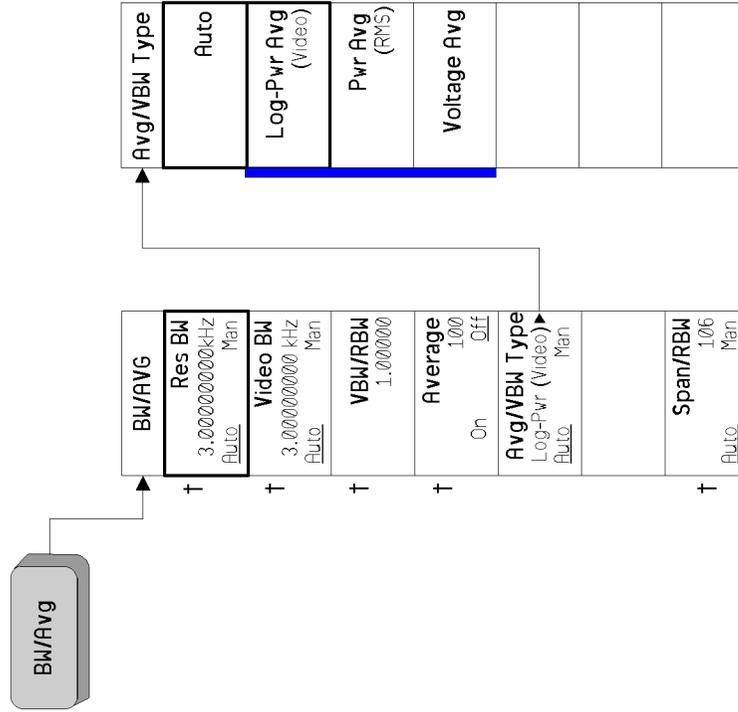 BW/Avg
BW/AVG
† Res BW
3.00000000kHz
Auto Man
† Video BW
3.00000000 kHz
Auto Man
† VBW/RBW
1.00000
† Average
100
On Off
Avg/VBW Type
Log-Pwr (Video)
Auto Man
† Span/RBW
106
Auto Man
Avg/VBW Type
Auto
Log-Pwr Avg
(Video)
Pwr Avg
(RMS)
Voltage Avg